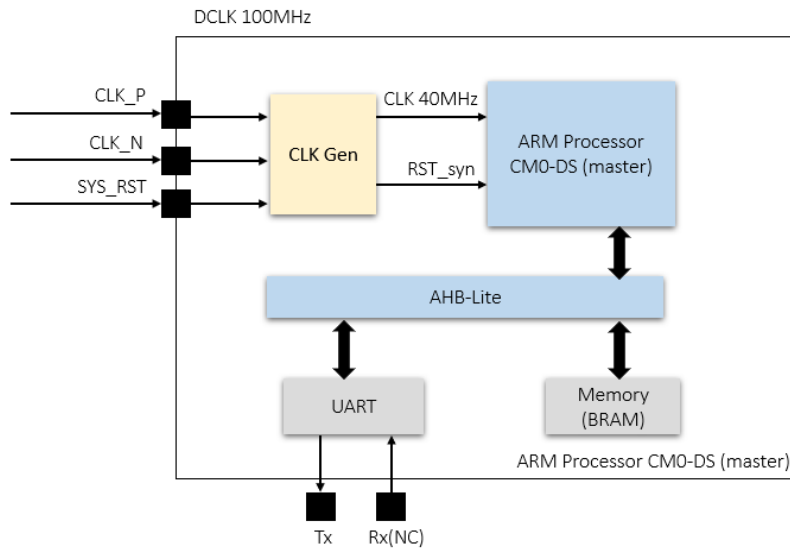 DCLK 100MHz
CLK_P
CLK_N
SYS_RST
CLK Gen
CLK 40MHz
RST_syn
ARM Processor
CM0-DS (master)
AHB-Lite
UART
Memory
(BRAM)
ARM Processor CM0-DS (master)
Tx
Rx(NC)